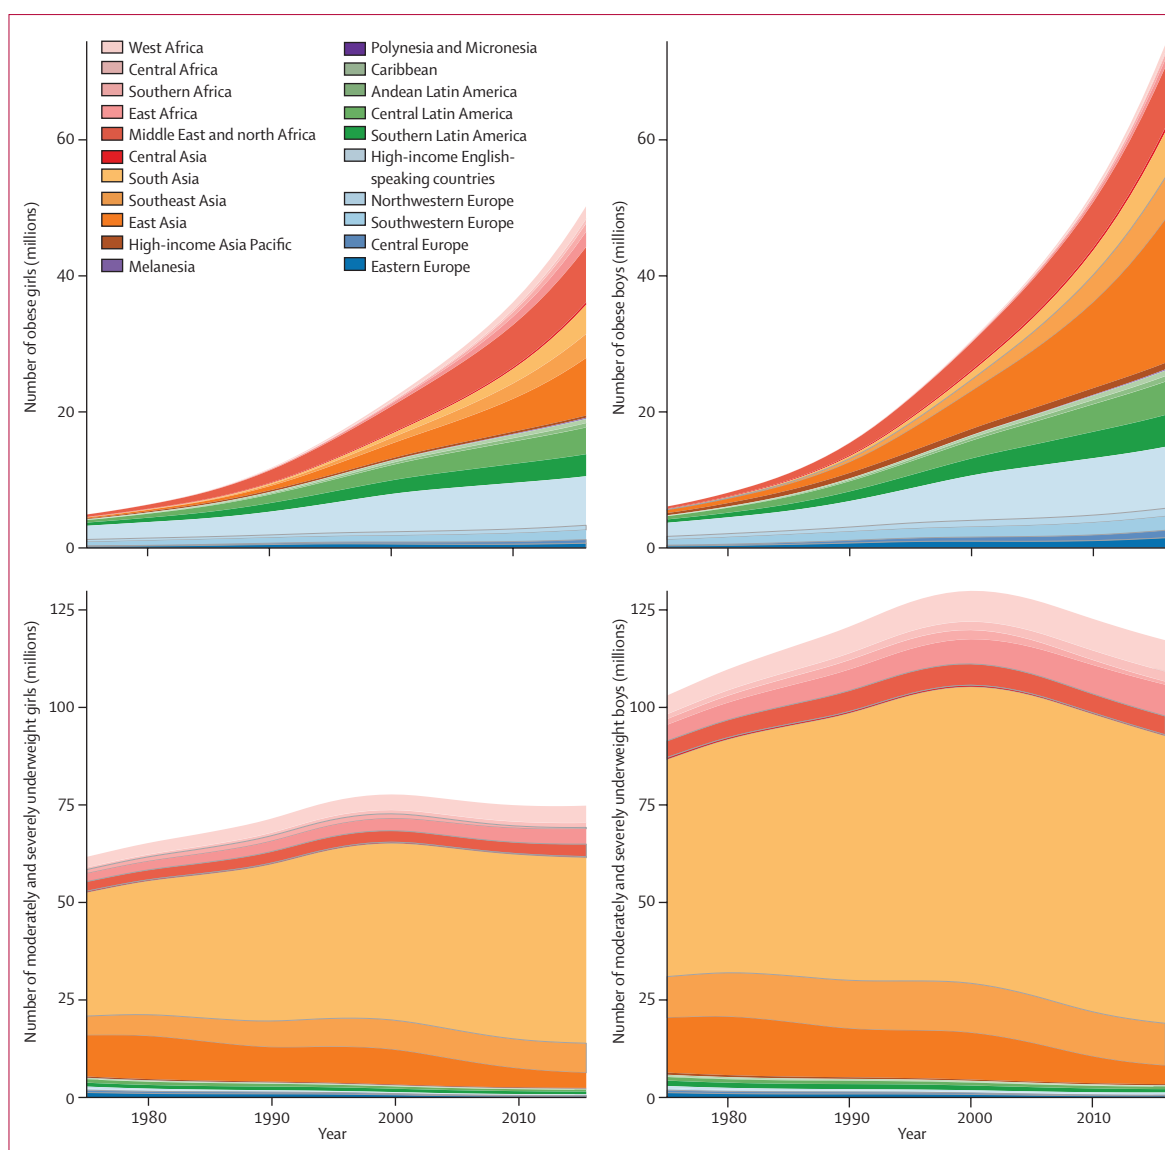 West Africa
Central Africa
Southern Africa
East Africa
Middle East and north Africa
Central Asia
South Asia
Southeast Asia
East Asia
High-income Asia Pacific
Melanesia
Polynesia and Micronesia
Caribbean
Andean Latin America
Central Latin America
Southern Latin America
High-income English-
speaking countries
Northwestern Europe
Southwestern Europe
Central Europe
Eastern Europe
Number of obese girls (millions)
60
40
20
0
Number of obese boys (millions)
60
40
20
0
Number of moderately and severely underweight girls (millions)
125
100
75
50
25
0
1980
1990
2000
2010
Year
Number of moderately and severely underweight boys (millions)
125
100
75
50
25
0
1980
1990
2000
2010
Year